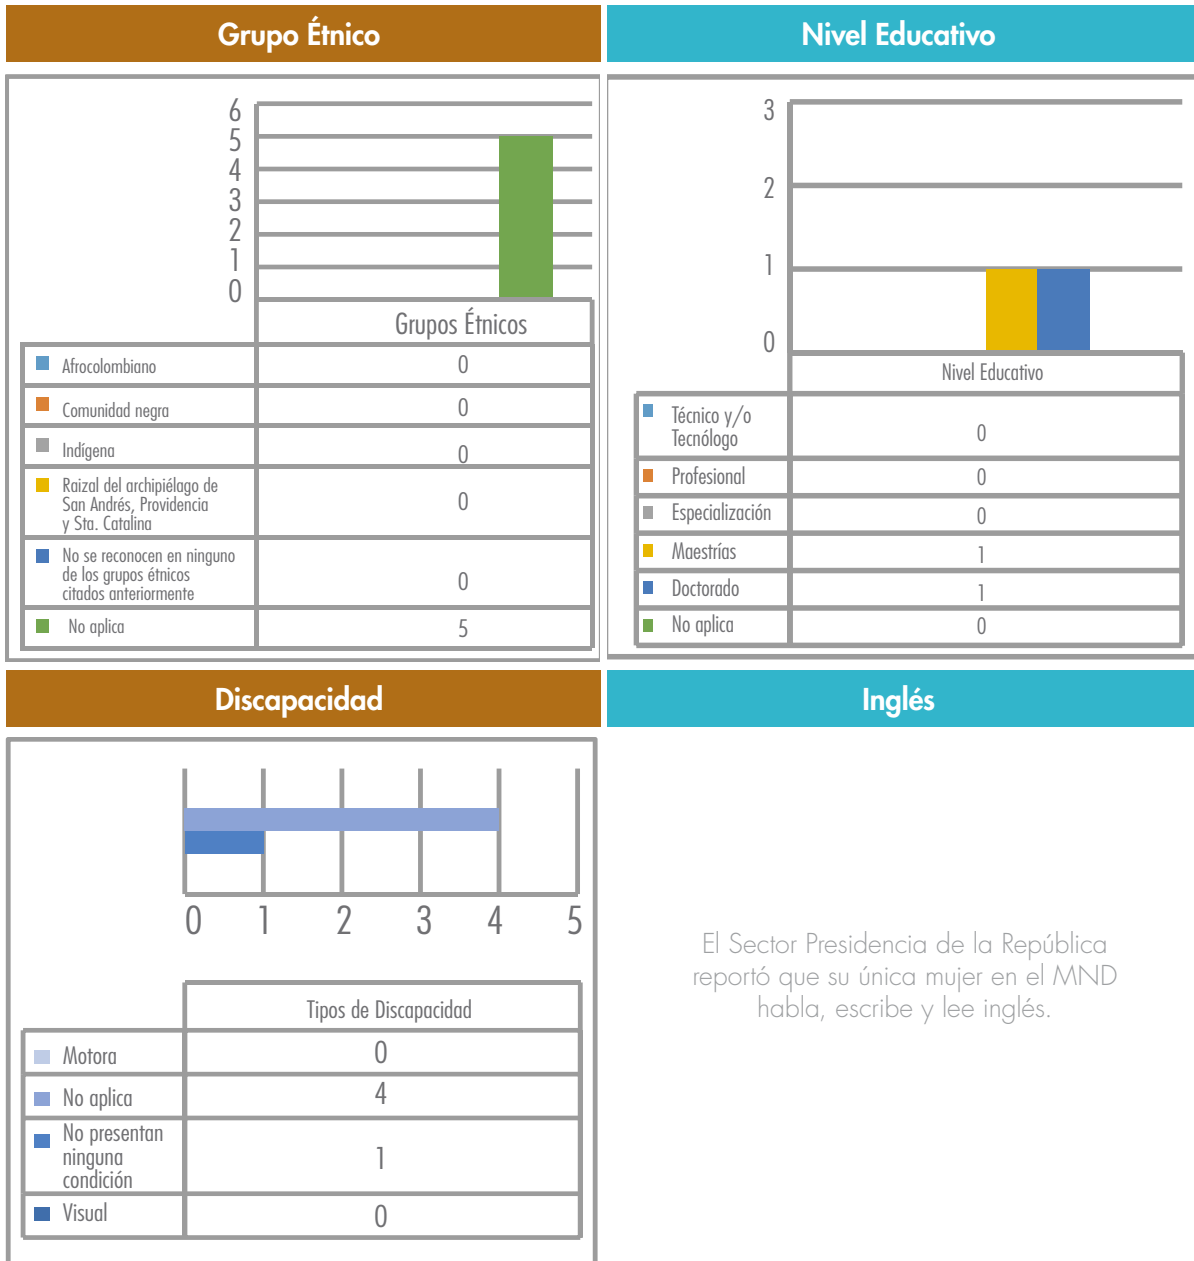 Grupo Étnico
6
5
4
3
2
1
0
Grupos Étnicos
Afrocolombiano 0
Comunidad negra 0
Indígena 0
Raizal del archipiélago de
San Andrés, Providencia
y Sta. Catalina
0
No se reconocen en ninguno
de los grupos étnicos
citados anteriormente
0
No aplica 5
Nivel Educativo
3
2
1
0
Nivel Educativo
Técnico y/o
Tecnólogo
0
Profesional 0
Especialización 0
Maestrías 1
Doctorado 1
No aplica 0
Discapacidad
0 1 2 3 4 5
Tipos de Discapacidad
Motora 0
No aplica 4
No presentan
ninguna
condición
1
Visual 0
Inglés
El Sector Presidencia de la República
reportó que su única mujer en el MND
habla, escribe y lee inglés.